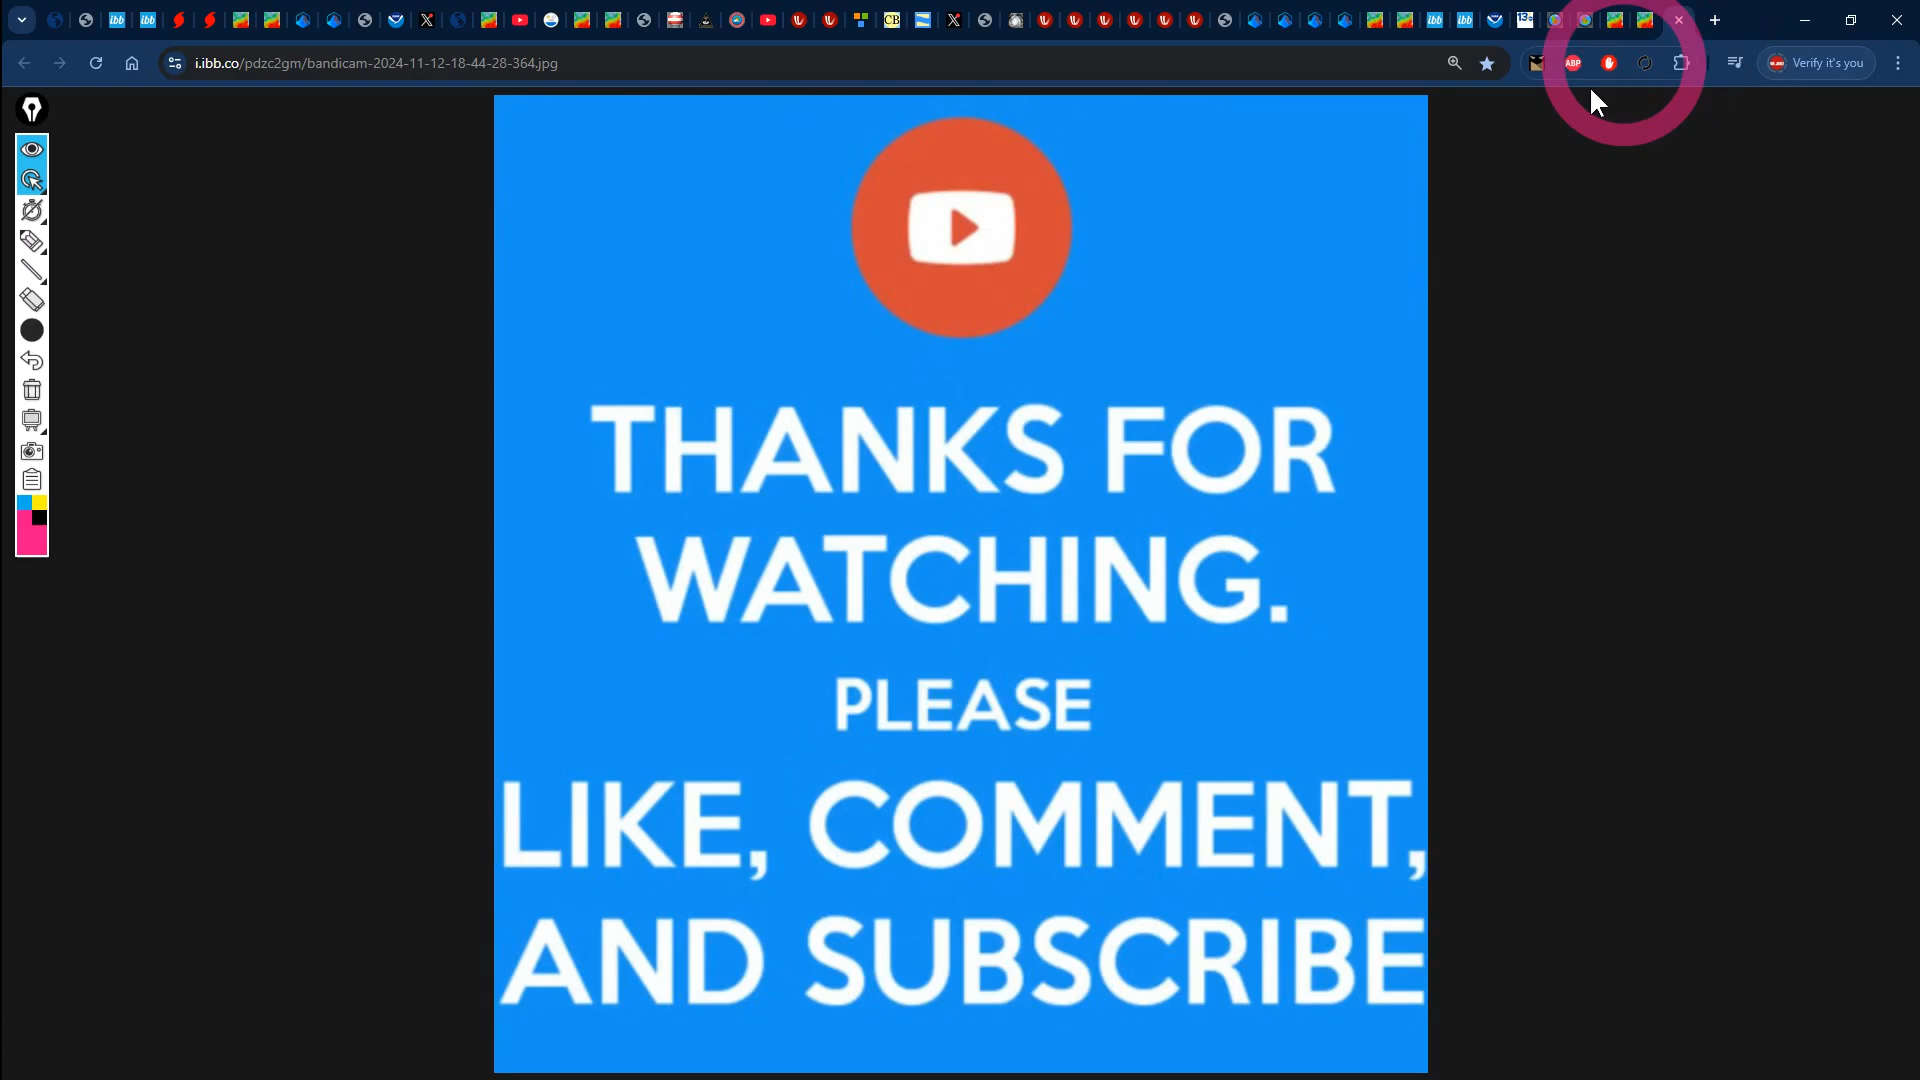 i.ibb.co/pdzc2gm/bandicam-2024-11-12-18-44-28-364.jpg
ABP
Verify it's you
THANKS FOR
WATCHING.
PLEASE
LIKE, COMMENT,
AND SUBSCRIBE